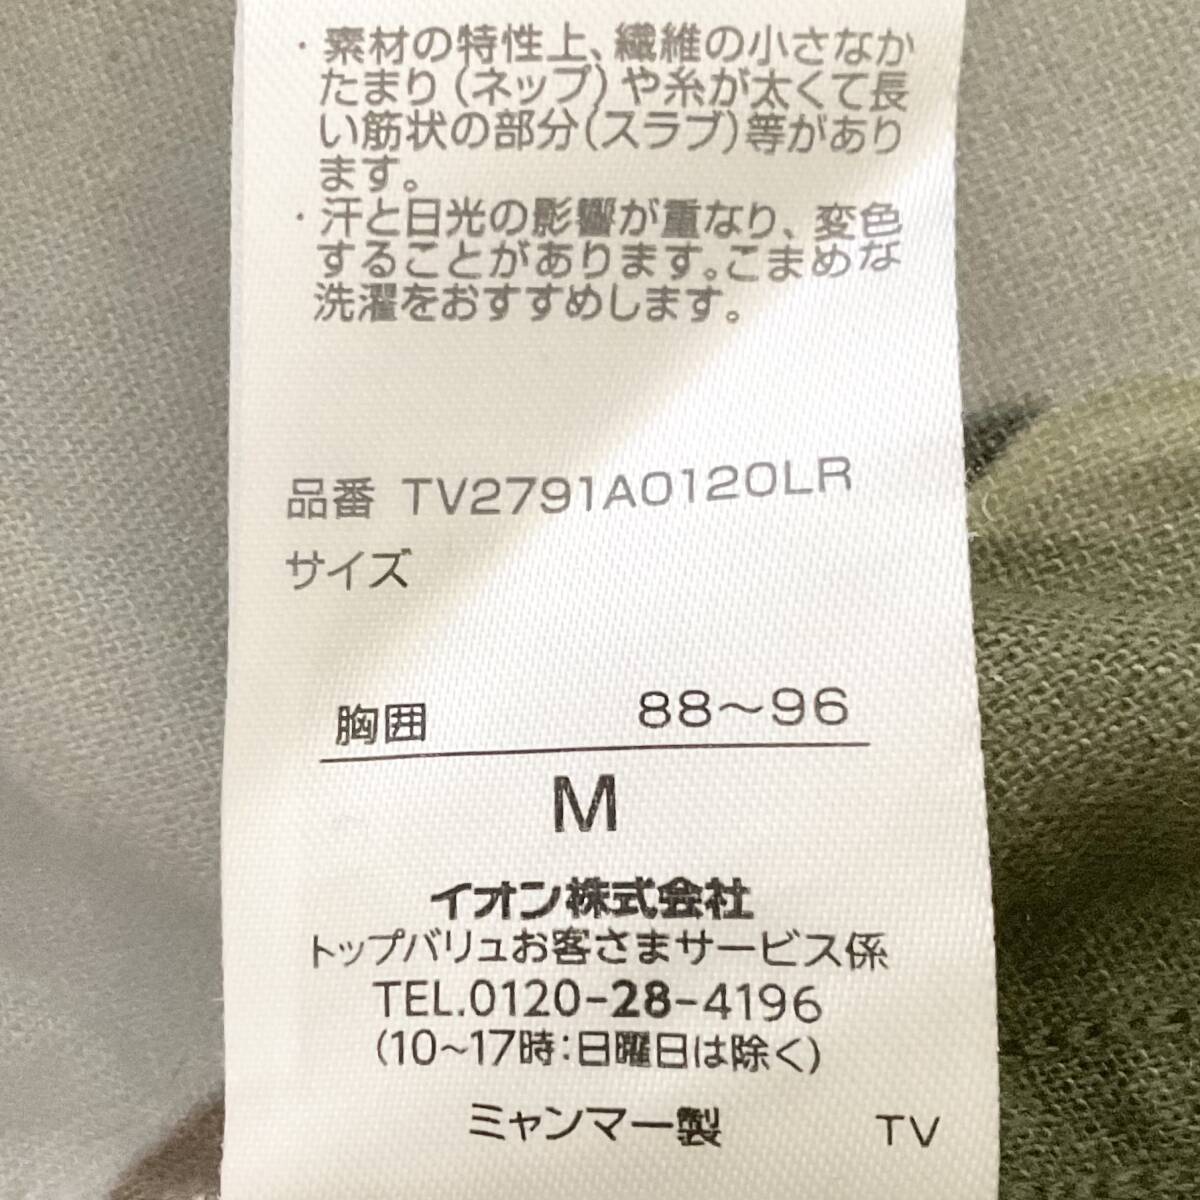 ・素材の特性上、繊維の小さなか
たまり(ネップ)や糸が太くて長
い筋状の部分(スラブ)等があり
ます。
・汗と日光の影響が重なり、変色
することがあります。こまめな
洗濯をおすすめします。
品番 TV2791A0120LR
サイズ
胸囲 88〜96
M
イオン株式会社
トップバリュお客さまサービス係
TEL.0120-28-4196
(10~17時:日曜日は除く)
ミャンマー製 TV